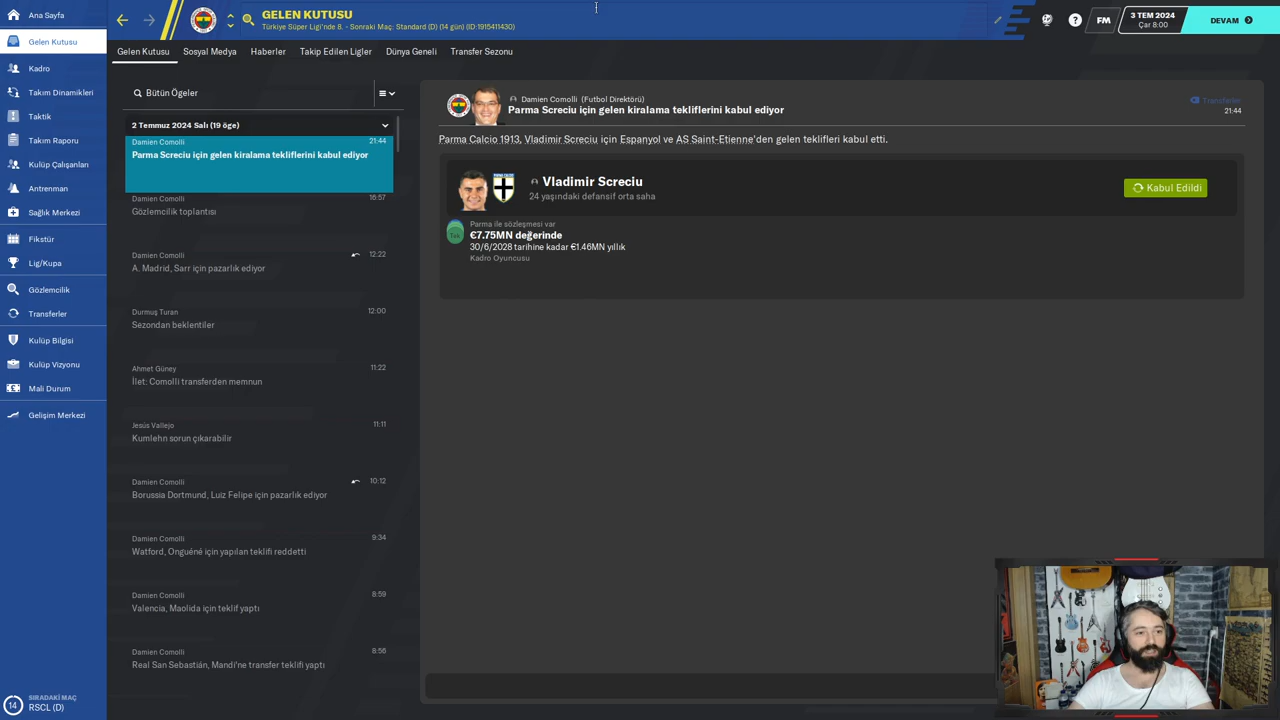 Ana Sayfa
Gelen Kutusu
Kadro
Takım Dinamikleri
Taktik
Takım Raporu
Kulüp Çalışanları
Antrenman
Sağlık Merkezi
Fikstür
Lig/Kupa
Gözlemcilik
Transferler
Kulüp Bilgisi
Kulüp Vizyonu
Mali Durum
Gelişim Merkezi
14
SIRADAKİ MAÇ
RSCL (D)
GELEN KUTUSU
Türkiye Süper Ligi'nde 8. - Sonraki Maç: Standard (D) (14 gün) (ID:1915411430)
FM
3 TEM 2024
Çar 8:00
DEVAM
Gelen Kutusu
Sosyal Medya
Haberler
Takip Edilen Ligler
Dünya Geneli
Transfer Sezonu
Bütün Ögeler
2 Temmuz 2024 Salı (19 öge)
Damien Comolli 21:44
Parma Screciu için gelen kiralama tekliflerini kabul ediyor
Damien Comolli 16:57
Gözlemcilik toplantısı
Damien Comolli 12:22
A. Madrid, Sarr için pazarlık ediyor
Durmuş Turan 12:00
Sezondan beklentiler
Ahmet Güney 11:22
İlet: Comolli transferden memnun
Jesús Vallejo 11:11
Kumlehn sorun çıkarabilir
Damien Comolli 10:12
Borussia Dortmund, Luiz Felipe için pazarlık ediyor
Damien Comolli 9:34
Watford, Onguéné için yapılan teklifi reddetti
Damien Comolli 8:59
Valencia, Maolida için teklif yaptı
Damien Comolli 8:56
Real San Sebastián, Mandi'ne transfer teklifi yaptı
Damien Comolli (Futbol Direktörü)
Parma Screciu için gelen kiralama tekliflerini kabul ediyor
Transferler
21:44
Parma Calcio 1913, Vladimir Screciu için Espanyol ve AS Saint-Etienne'den gelen teklifleri kabul etti.
Vladimir Screciu
24 yaşındaki defansif orta saha
Kabul Edildi
Tak
Parma ile sözleşmesi var
€7.75MN değerinde
30/6/2028 tarihine kadar €1.46MN yıllık
Kadro Oyuncusu